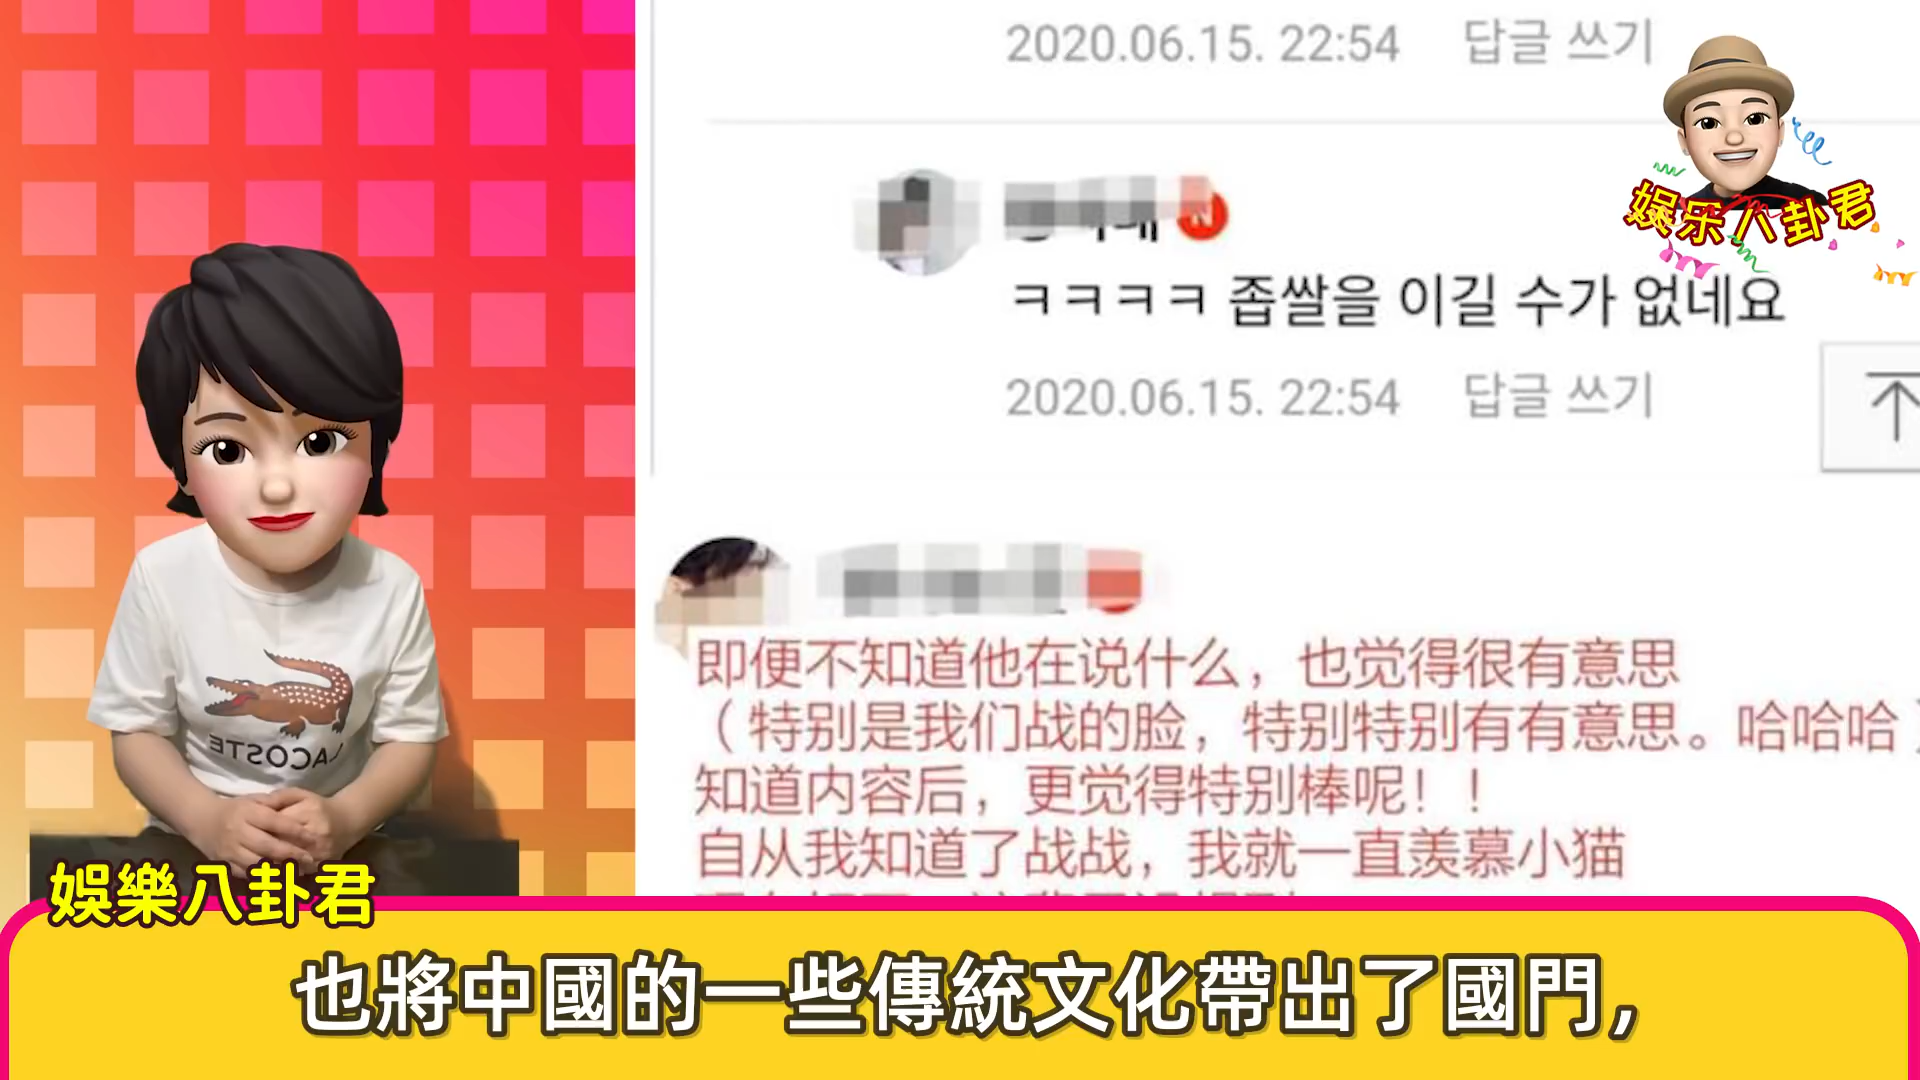 2020.06.15. 22:54 답글 쓰기
娱乐八卦君
ㅋㅋㅋㅋ 좁쌀을 이길 수가 없네요
2020.06.15. 22:54 답글 쓰기
即便不知道他在说什么，也觉得很有意思
（特别是我们战的脸，特别特别有有意思。哈哈哈）
知道内容后，更觉得特别棒呢！！
自从我知道了战战，我就一直羡慕小猫
LACOSTE
娛樂八卦君
也將中國的一些傳統文化帶出了國門,